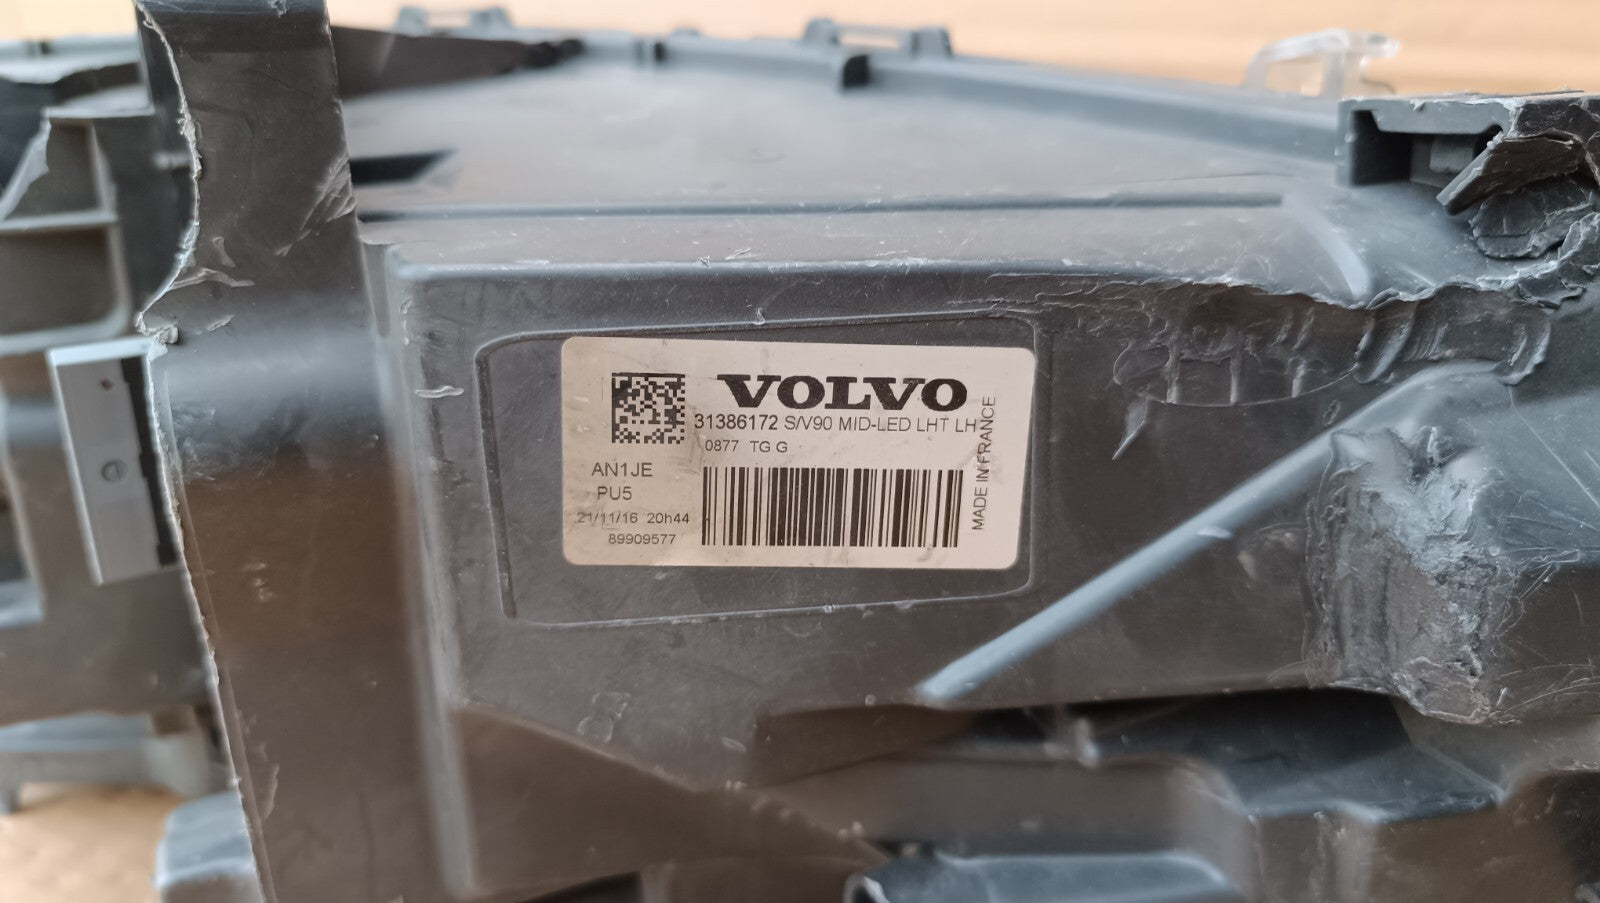 VOLVO
31386172 S/V90 MID-LED LHT LH
0877 TG G
AN1JE
PU5
21/11/16 20h44
89909577
MADE IN FRANCE